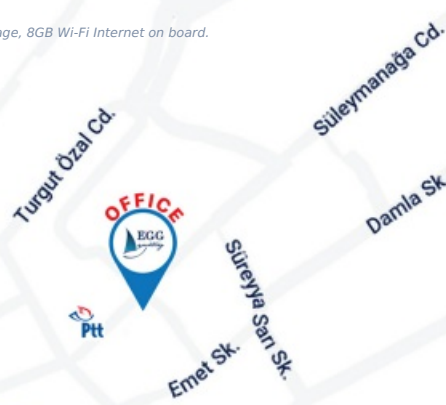 age, 8GB Wi-Fi Internet on board.
Süleymanağa Cd.
Turgut Özal Cd.
Damla Sk
OFFICE
EGG
yachting
Süreyya Sarı Sk.
Ptt
Emet Sk.